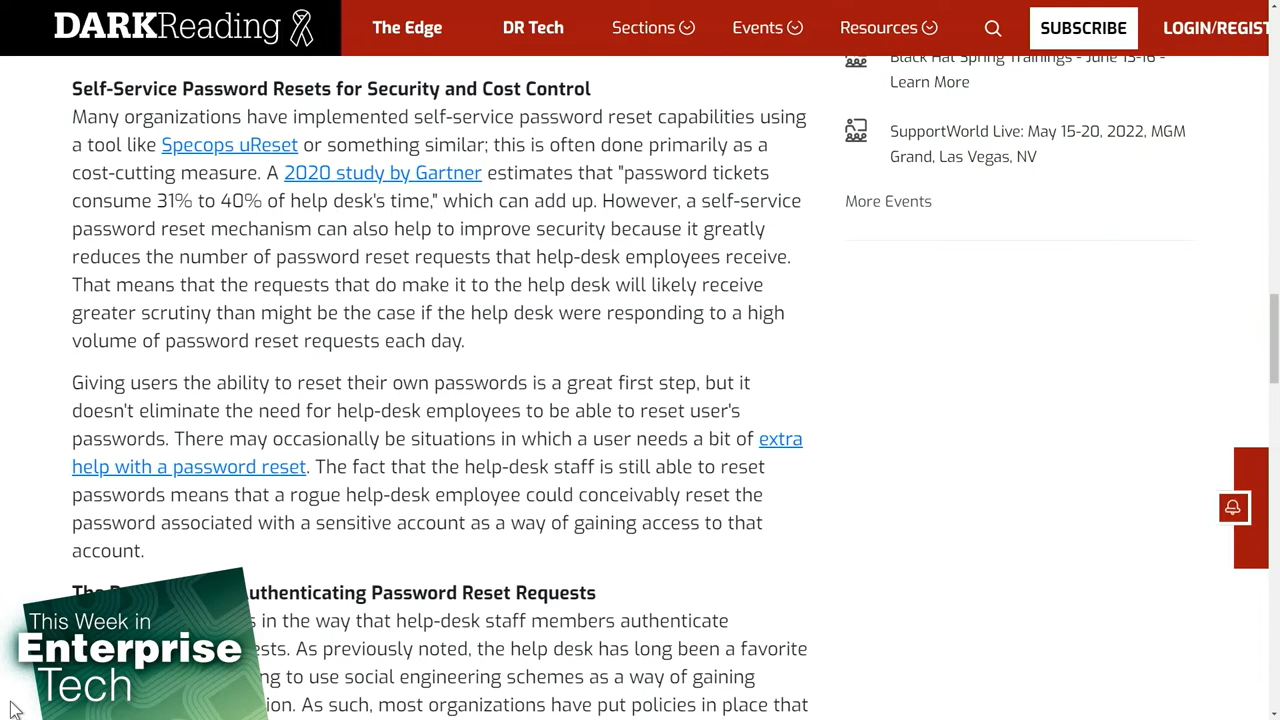 DARKReading
The Edge
DR Tech
Sections
Events
Resources
SUBSCRIBE
LOGIN/REGIST
Self-Service Password Resets for Security and Cost Control
Many organizations have implemented self-service password reset capabilities using
a tool like Specops uReset or something similar; this is often done primarily as a
cost-cutting measure. A 2020 study by Gartner estimates that "password tickets
consume 31% to 40% of help desk's time," which can add up. However, a self-service
password reset mechanism can also help to improve security because it greatly
reduces the number of password reset requests that help-desk employees receive.
That means that the requests that do make it to the help desk will likely receive
greater scrutiny than might be the case if the help desk were responding to a high
volume of password reset requests each day.
Giving users the ability to reset their own passwords is a great first step, but it
doesn't eliminate the need for help-desk employees to be able to reset user's
passwords. There may occasionally be situations in which a user needs a bit of extra
help with a password reset. The fact that the help-desk staff is still able to reset
passwords means that a rogue help-desk employee could conceivably reset the
password associated with a sensitive account as a way of gaining access to that
account.
uthenticating Password Reset Requests
s in the way that help-desk staff members authenticate
ests. As previously noted, the help desk has long been a favorite
ng to use social engineering schemes as a way of gaining
ion. As such, most organizations have put policies in place that
Black Hat Spring Trainings - June 13-16 -
Learn More
SupportWorld Live: May 15-20, 2022, MGM
Grand, Las Vegas, NV
More Events
This Week in
Enterprise
Tech